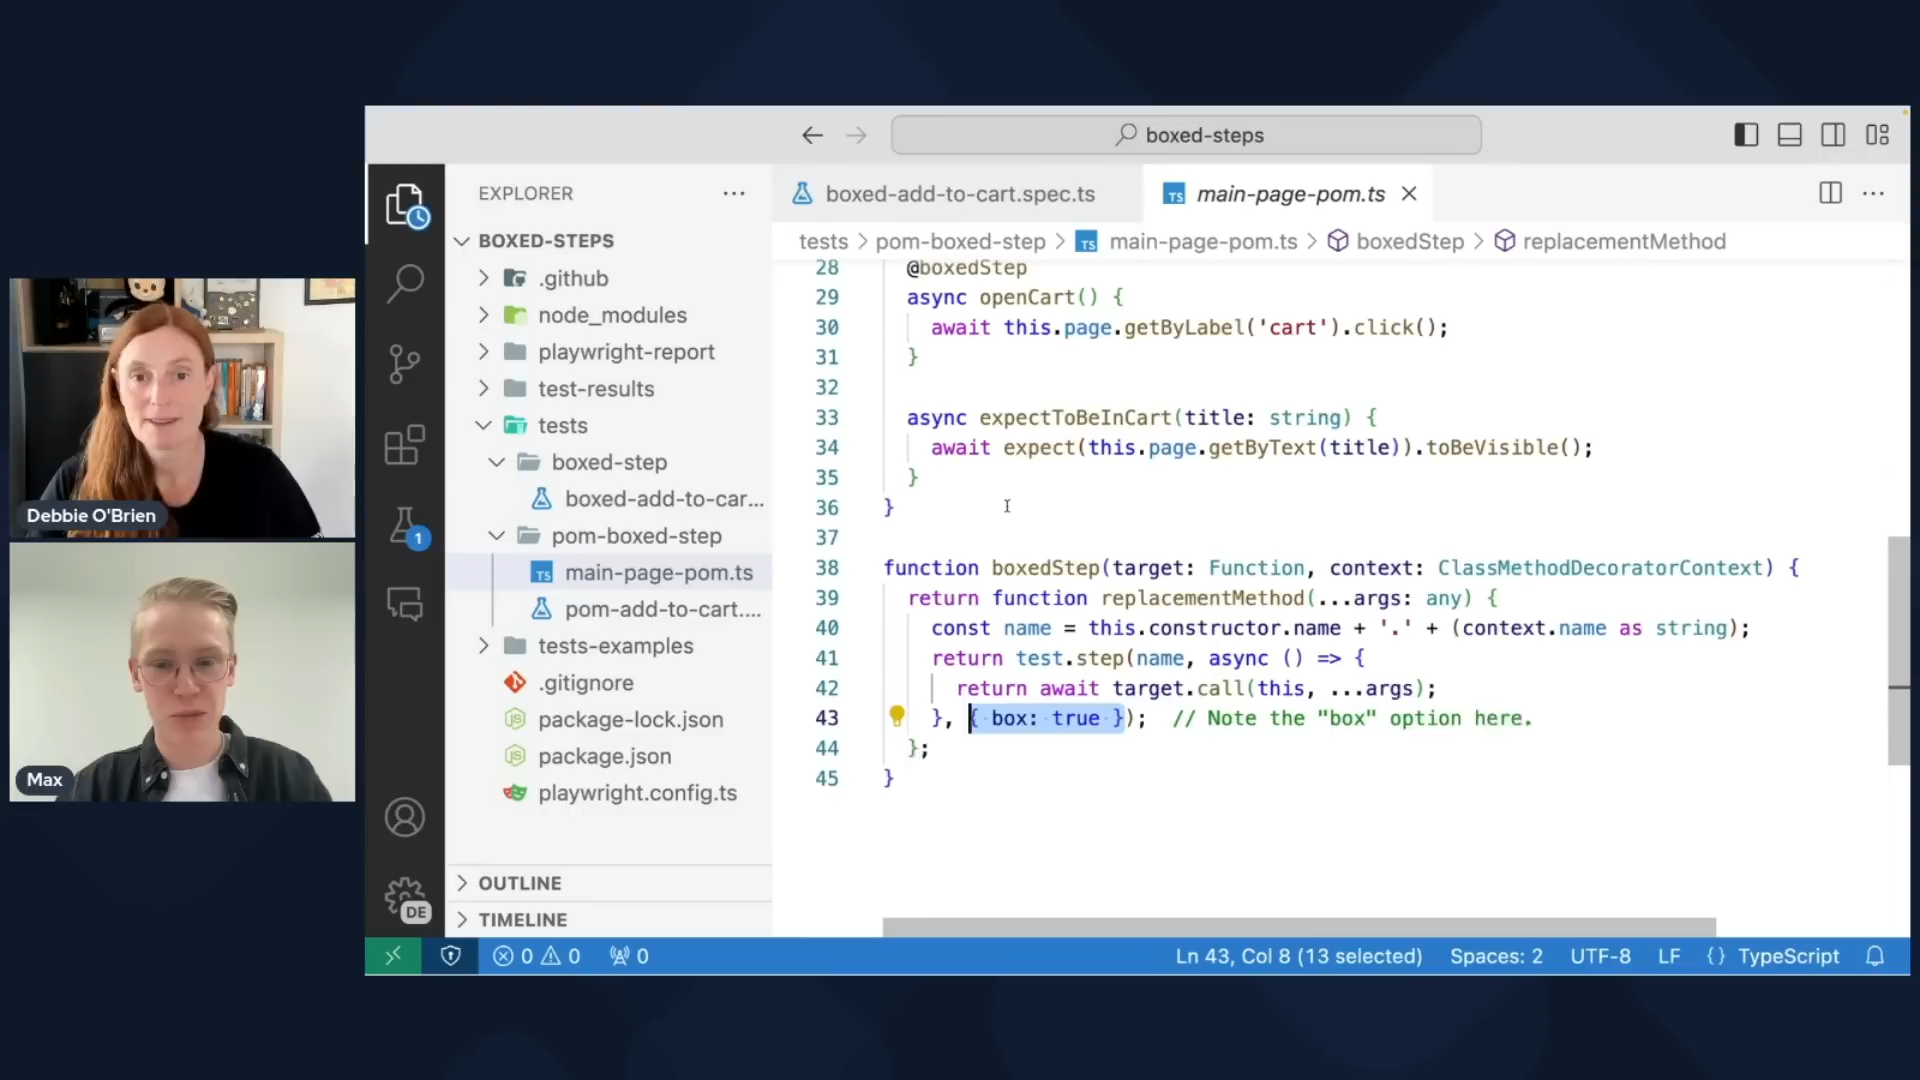 boxed-steps
EXPLORER
BOXED-STEPS
.github
node_modules
playwright-report
test-results
tests
boxed-step
boxed-add-to-car...
pom-boxed-step
main-page-pom.ts
pom-add-to-cart....
tests-examples
.gitignore
package-lock.json
package.json
playwright.config.ts
OUTLINE
TIMELINE
1
DE
boxed-add-to-cart.spec.ts
main-page-pom.ts
tests > pom-boxed-step > main-page-pom.ts > boxedStep > replacementMethod
28 @boxedStep
29 async openCart() {
30 await this.page.getByLabel('cart').click();
31 }
32
33 async expectToBeInCart(title: string) {
34 await expect(this.page.getByText(title)).toBeVisible();
35 }
36 }
37
38 function boxedStep(target: Function, context: ClassMethodDecoratorContext) {
39 return function replacementMethod(...args: any) {
40 const name = this.constructor.name + '.' + (context.name as string);
41 return test.step(name, async () => {
42 return await target.call(this, ...args);
43 }, { box: true }); // Note the "box" option here.
44 };
45 }
0 0 0 Ln 43, Col 8 (13 selected) Spaces: 2 UTF-8 LF {} TypeScript
Debbie O'Brien
Max